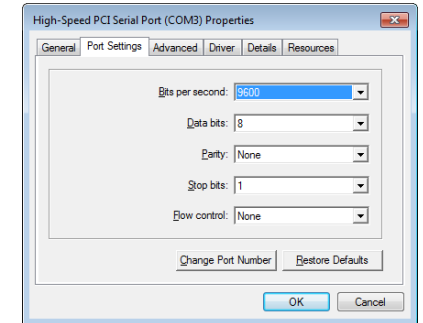 High-Speed PCI Serial Port (COM3) Properties
General Port Settings Advanced Driver Details Resources
Bits per second: 9600
Data bits: 8
Parity: None
Stop bits: 1
Flow control: None
Change Port Number Restore Defaults
OK Cancel